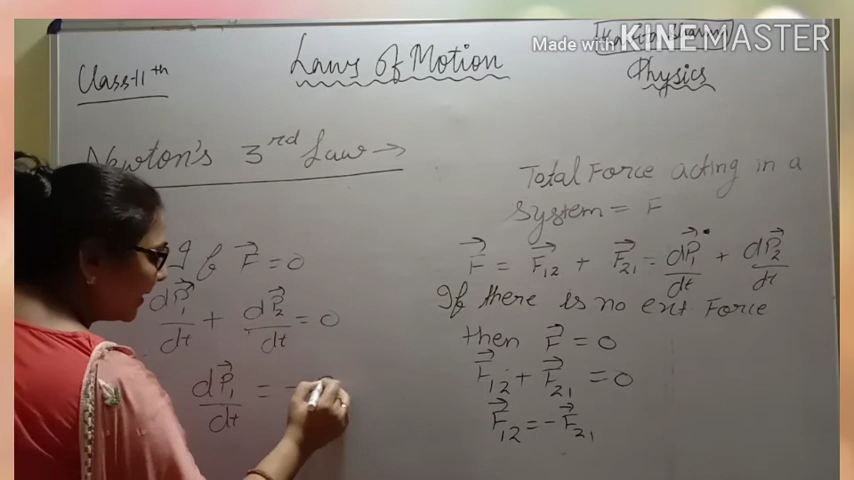 Made with KINEMASTER
Class-11th
Laws of Motion
Physics
Newton's 3rd Law →
If F⃗ = 0
dP⃗₁/dt + dP⃗₂/dt = 0
dP⃗₁/dt = -
Total Force acting in a
system = F
F⃗ = F⃗₁₂ + F⃗₂₁ = dP⃗₁/dt + dP⃗₂/dt
If there is no ext Force
then F⃗ = 0
F⃗₁₂ + F⃗₂₁ = 0
F⃗₁₂ = -F⃗₂₁